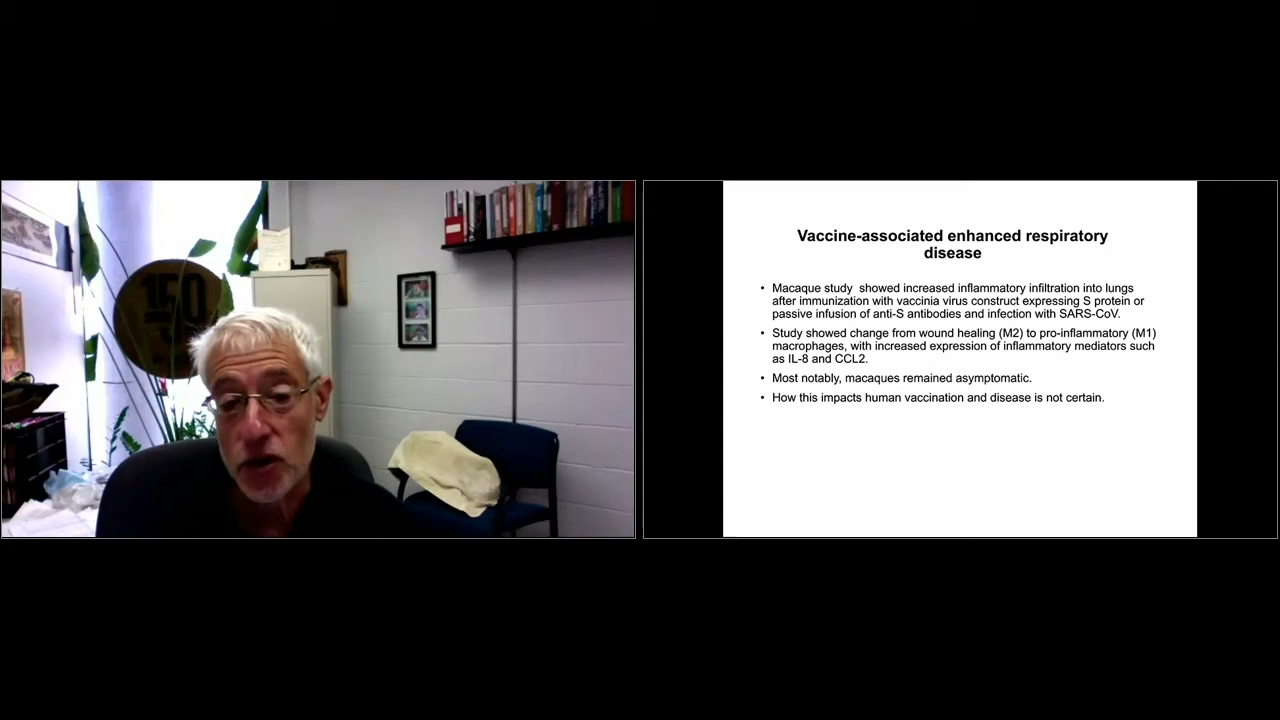 150
Vaccine-associated enhanced respiratory
disease
• Macaque study showed increased inflammatory infiltration into lungs
after immunization with vaccinia virus construct expressing S protein or
passive infusion of anti-S antibodies and infection with SARS-CoV.
• Study showed change from wound healing (M2) to pro-inflammatory (M1)
macrophages, with increased expression of inflammatory mediators such
as IL-8 and CCL2.
• Most notably, macaques remained asymptomatic.
• How this impacts human vaccination and disease is not certain.